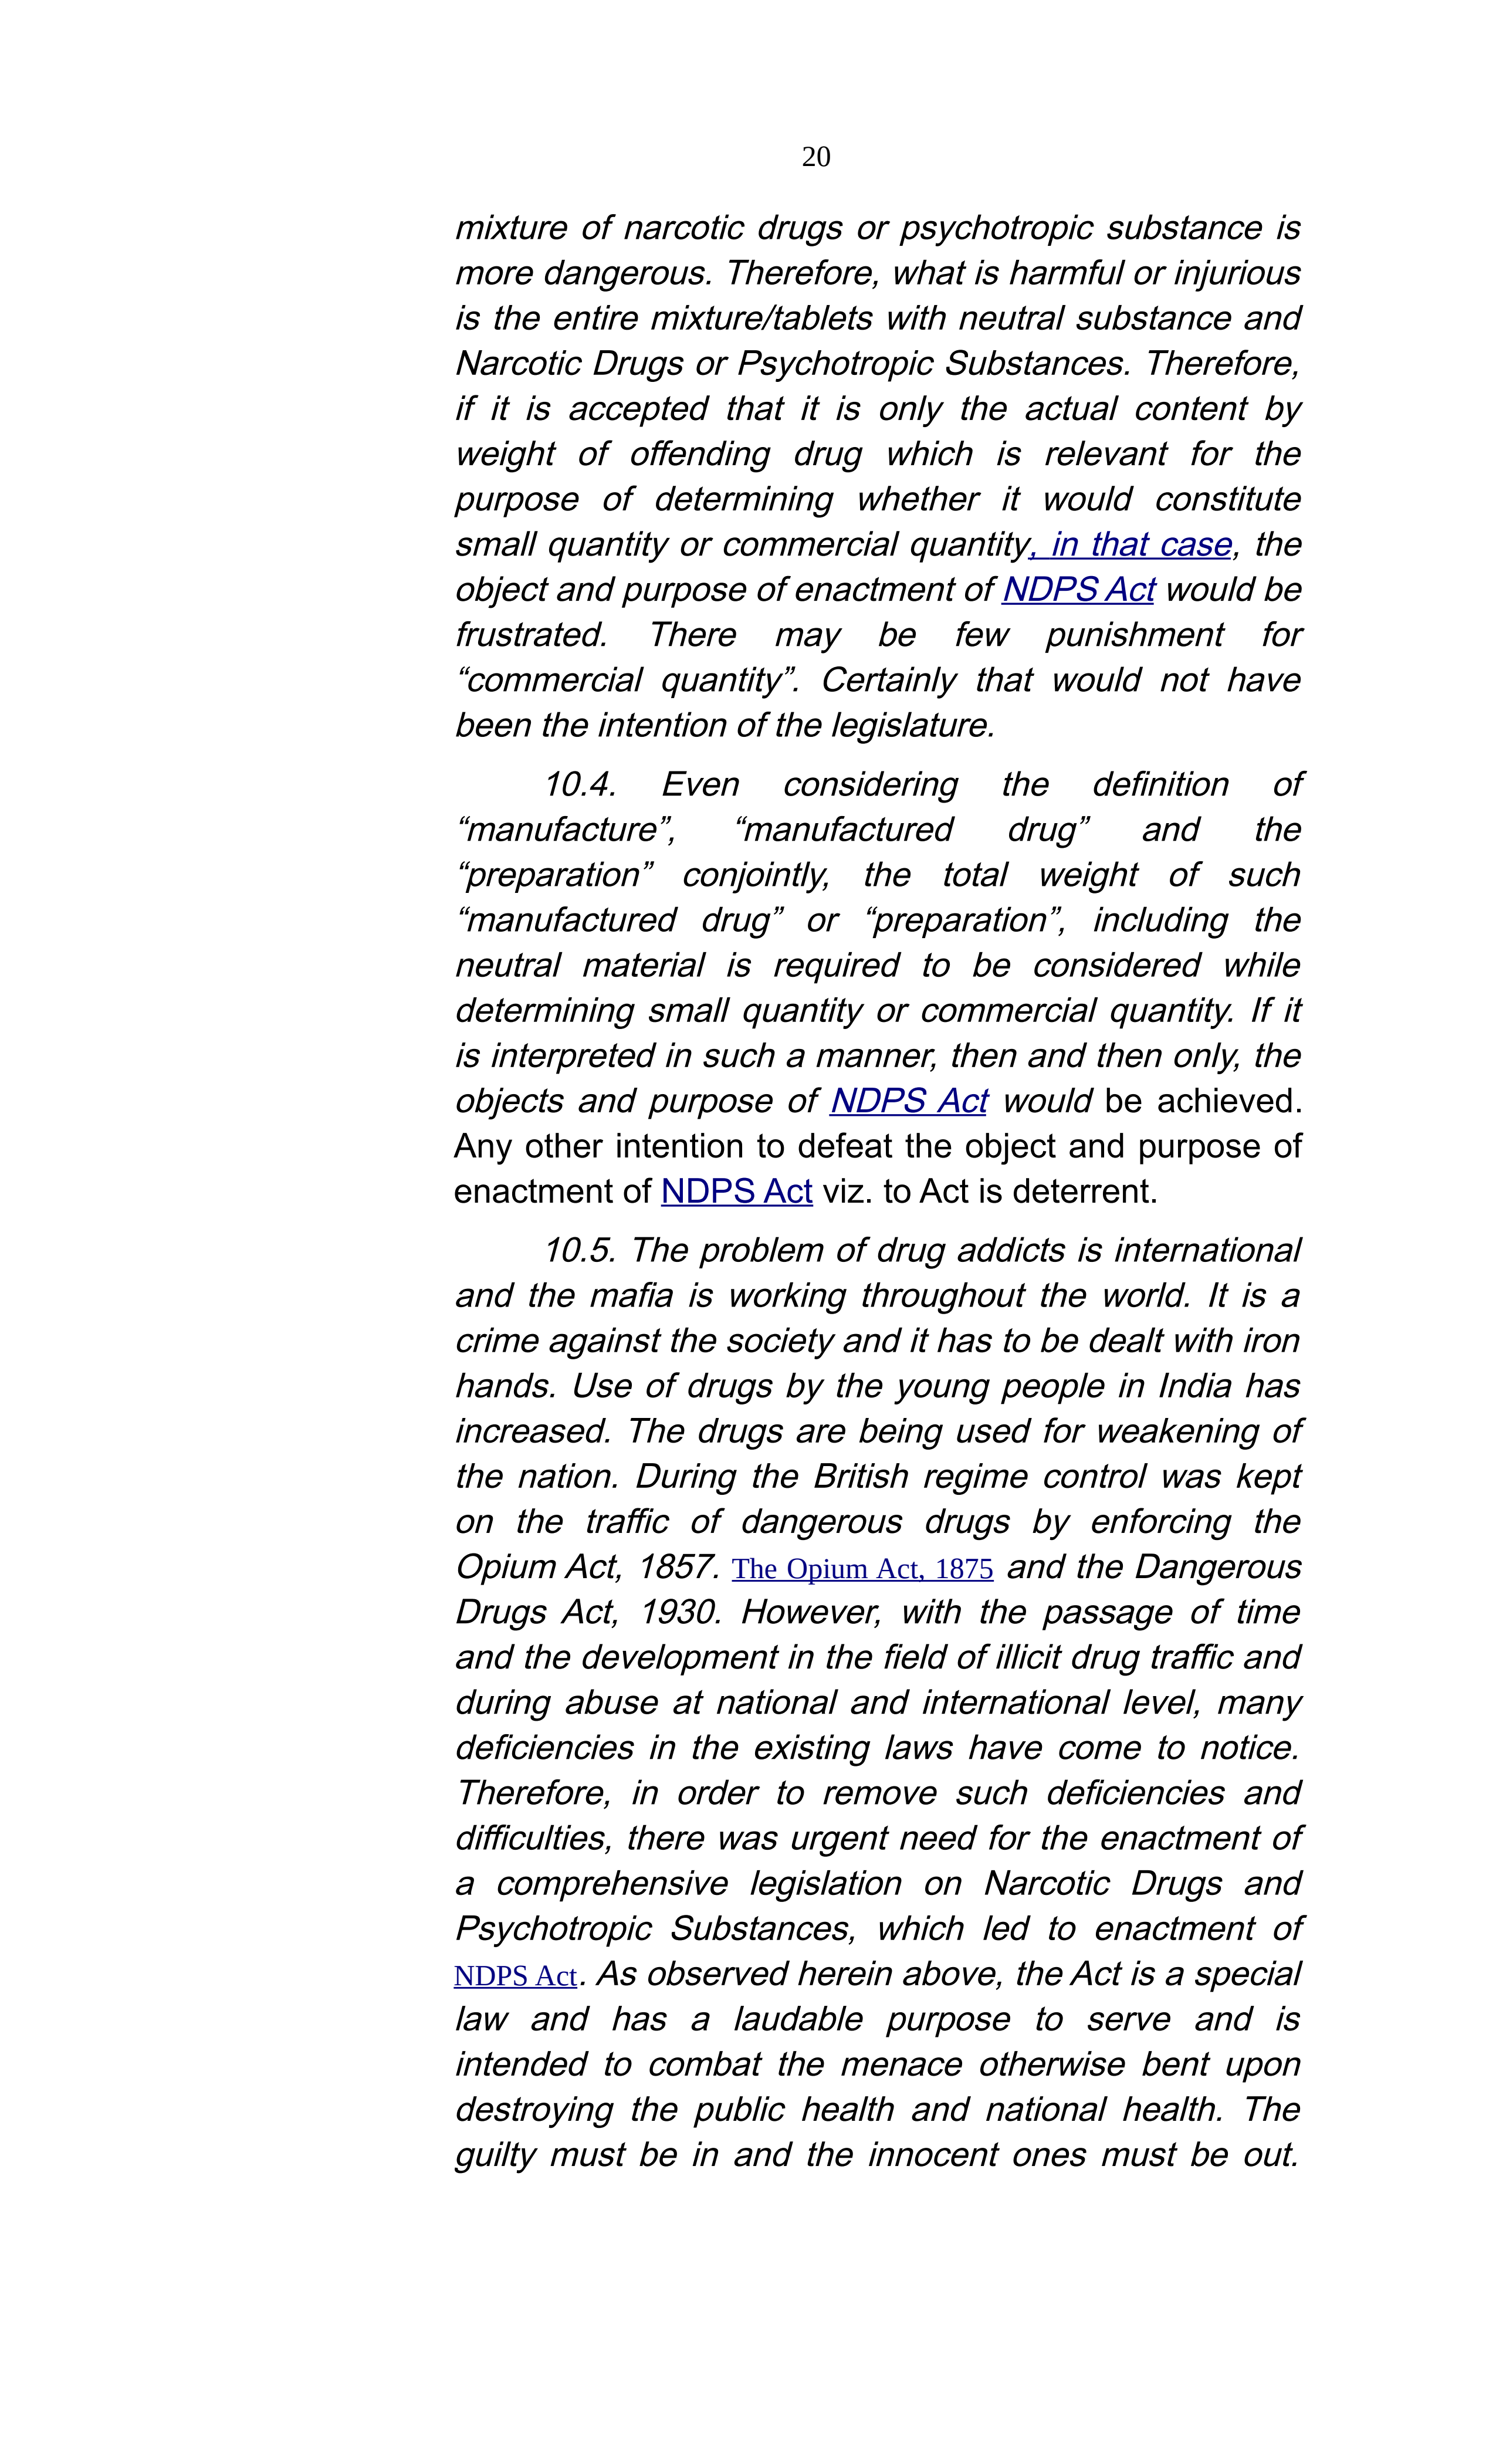 20
mixture of narcotic drugs or psychotropic substance is
more dangerous. Therefore, what is harmful or injurious
is the entire mixture/tablets with neutral substance and
Narcotic Drugs or Psychotropic Substances. Therefore,
if it is accepted that it is only the actual content by
weight of offending drug which is relevant for the
purpose of determining whether it would constitute
small quantity or commercial quantity, in that case, the
object and purpose of enactment of NDPS Act would be
frustrated. There may be few punishment for
“commercial quantity”. Certainly that would not have
been the intention of the legislature.
10.4. Even considering the definition of
“manufacture”, “manufactured drug” and the
“preparation” conjointly, the total weight of such
“manufactured drug” or “preparation”, including the
neutral material is required to be considered while
determining small quantity or commercial quantity. If it
is interpreted in such a manner, then and then only, the
objects and purpose of NDPS Act would be achieved.
Any other intention to defeat the object and purpose of
enactment of NDPS Act viz. to Act is deterrent.
10.5. The problem of drug addicts is international
and the mafia is working throughout the world. It is a
crime against the society and it has to be dealt with iron
hands. Use of drugs by the young people in India has
increased. The drugs are being used for weakening of
the nation. During the British regime control was kept
on the traffic of dangerous drugs by enforcing the
Opium Act, 1857. The Opium Act, 1875 and the Dangerous
Drugs Act, 1930. However, with the passage of time
and the development in the field of illicit drug traffic and
during abuse at national and international level, many
deficiencies in the existing laws have come to notice.
Therefore, in order to remove such deficiencies and
difficulties, there was urgent need for the enactment of
a comprehensive legislation on Narcotic Drugs and
Psychotropic Substances, which led to enactment of
NDPS Act. As observed herein above, the Act is a special
law and has a laudable purpose to serve and is
intended to combat the menace otherwise bent upon
destroying the public health and national health. The
guilty must be in and the innocent ones must be out.